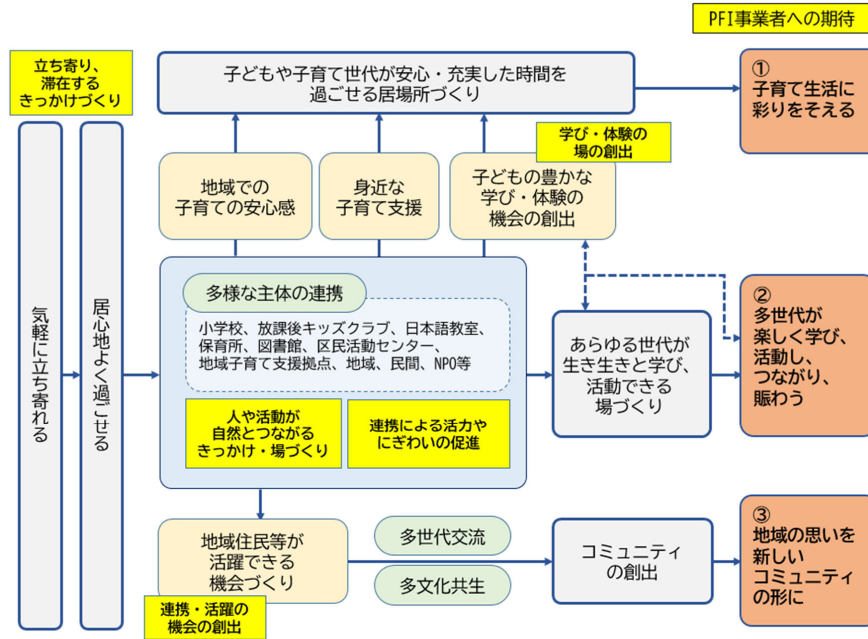 PFI事業者への期待
立ち寄り、
滞在する
きっかけづくり
子どもや子育て世代が安心・充実した時間を
過ごせる居場所づくり
①
子育て生活に
彩りをそえる
学び・体験の
場の創出
地域での
子育ての安心感
身近な
子育て支援
子どもの豊かな
学び・体験の
機会の創出
気軽に立ち寄れる
居心地よく過ごせる
多様な主体の連携
小学校、放課後キッズクラブ、日本語教室、
保育所、図書館、区民活動センター、
地域子育て支援拠点、地域、民間、NPO等
人や活動が
自然とつながる
きっかけ・場づくり
連携による活力や
にぎわいの促進
あらゆる世代が
生き生きと学び、
活動できる
場づくり
②
多世代が
楽しく学び、
活動し、
つながり、
賑わう
地域住民等が
活躍できる
機会づくり
連携・活躍の
機会の創出
多世代交流
多文化共生
コミュニティ
の創出
③
地域の思いを
新しい
コミュニティ
の形に